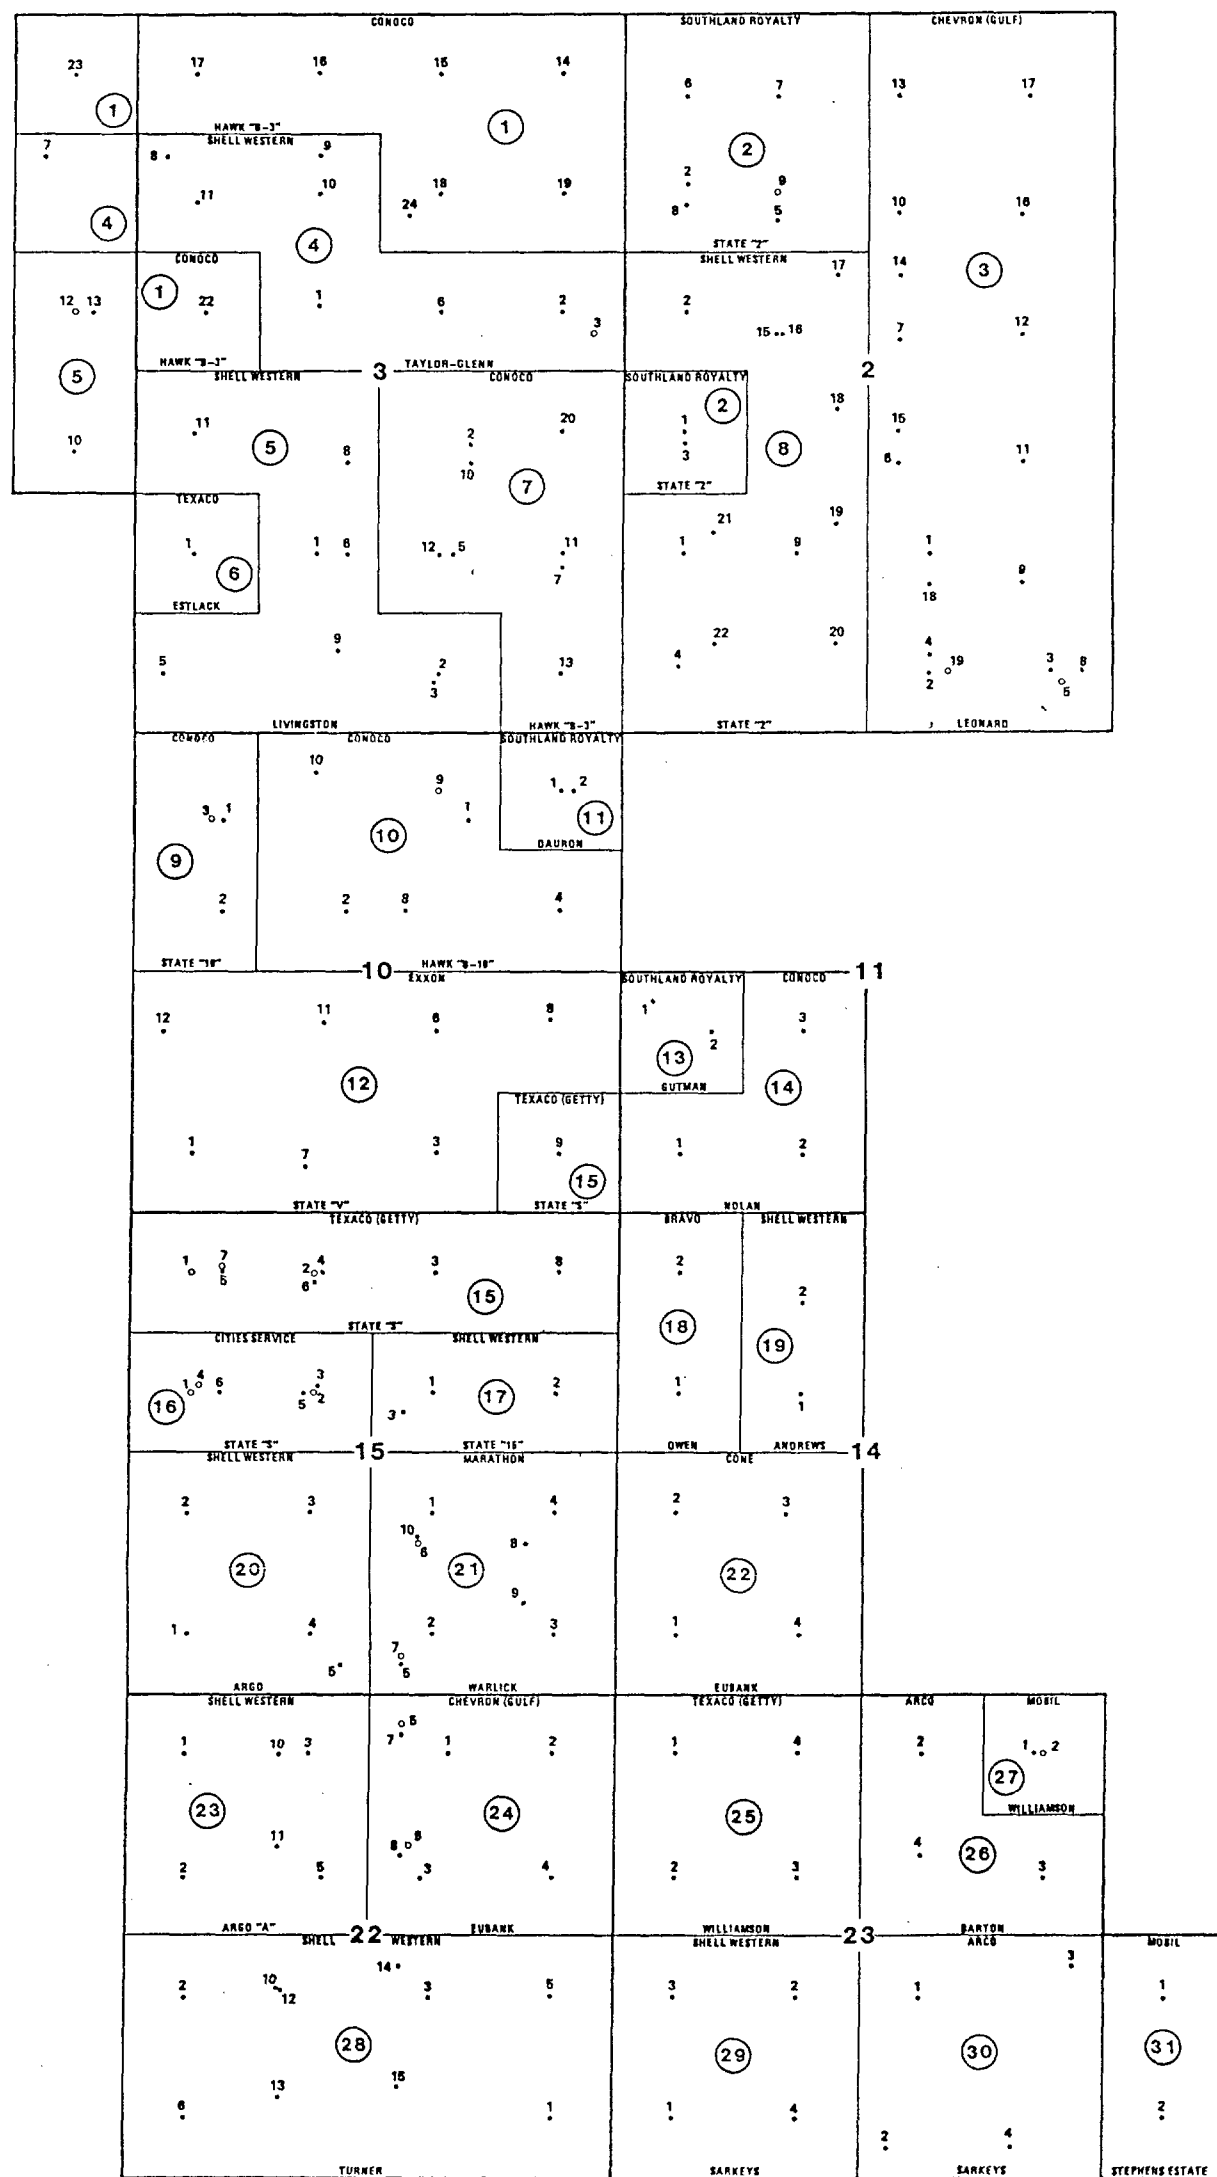 CONOCO SOUTHLAND ROYALTY CHEVRON (GULF)
23 17 16 15 14 6 7 13 17
1 1
HAWK "B-3"
SHELL WESTERN
7 8 9 2
11 10 18 19 2 9 10 16
24 8 5
4 4
STATE "2"
CONOCO SHELL WESTERN
17 14 3
12 13 1 22 1 6 2 3 2 15 16 7 12
HAWK "B-3" TAYLOR-GLENN
5 3 2
SHELL WESTERN CONOCO SOUTHLAND ROYALTY
2 18
11 5 8 2 20 1 8 15
10 10 7 3 6 11
TEXACO STATE "2"
21 19
1 6 1 6 12 5 11 1 9 1 9
7 18
ESTLACK
9 22 20 4
5 2 13 4 2 19 3 8
3 5
LIVINGSTON HAWK "B-3" STATE "2" LEONARD
CONOCO CONOCO SOUTHLAND ROYALTY
10 9 1 2
3 1 10 1 11
DAURON
9
2 2 8 4
STATE "10" HAWK "B-10"
10 11
EXXON SOUTHLAND ROYALTY CONOCO
12 11 6 8 1 3
2
12 13 14
GUTMAN
TEXACO (GETTY)
1 7 3 9 1 2
15
STATE "V" STATE "S" NOLAN
TEXACO (GETTY) BRAVO SHELL WESTERN
1 7 5 2 4 6 3 8 2 2
15 18 19
STATE "S"
CITIES SERVICE SHELL WESTERN
1 4 6 3 5 2 1 2 1 1
16 3 17
STATE "S" STATE "15" OWEN ANDREWS
15 14
SHELL WESTERN MARATHON CONE
2 3 1 4 2 3
10 6 8
20 21 22
9
1 4 2 3 1 4
5 7 5
ARGO WARLICK EUBANK
SHELL WESTERN CHEVRON (GULF) TEXACO (GETTY) ARCO MOBIL
1 10 3 7 1 2 1 4 2 1 2
27
23 24 25 WILLIAMSON
11 4 26
2 5 3 4 2 3 3
ARGO "A" EUBANK WILLIAMSON BARTON
22 23
SHELL WESTERN SHELL WESTERN ARCO MOBIL
14 3
2 10 12 3 5 3 2 1 1
28 29 30 31
13 15
6 1 1 4 2 4 2
TURNER SARKEYS SARKEYS STEPHENS ESTATE